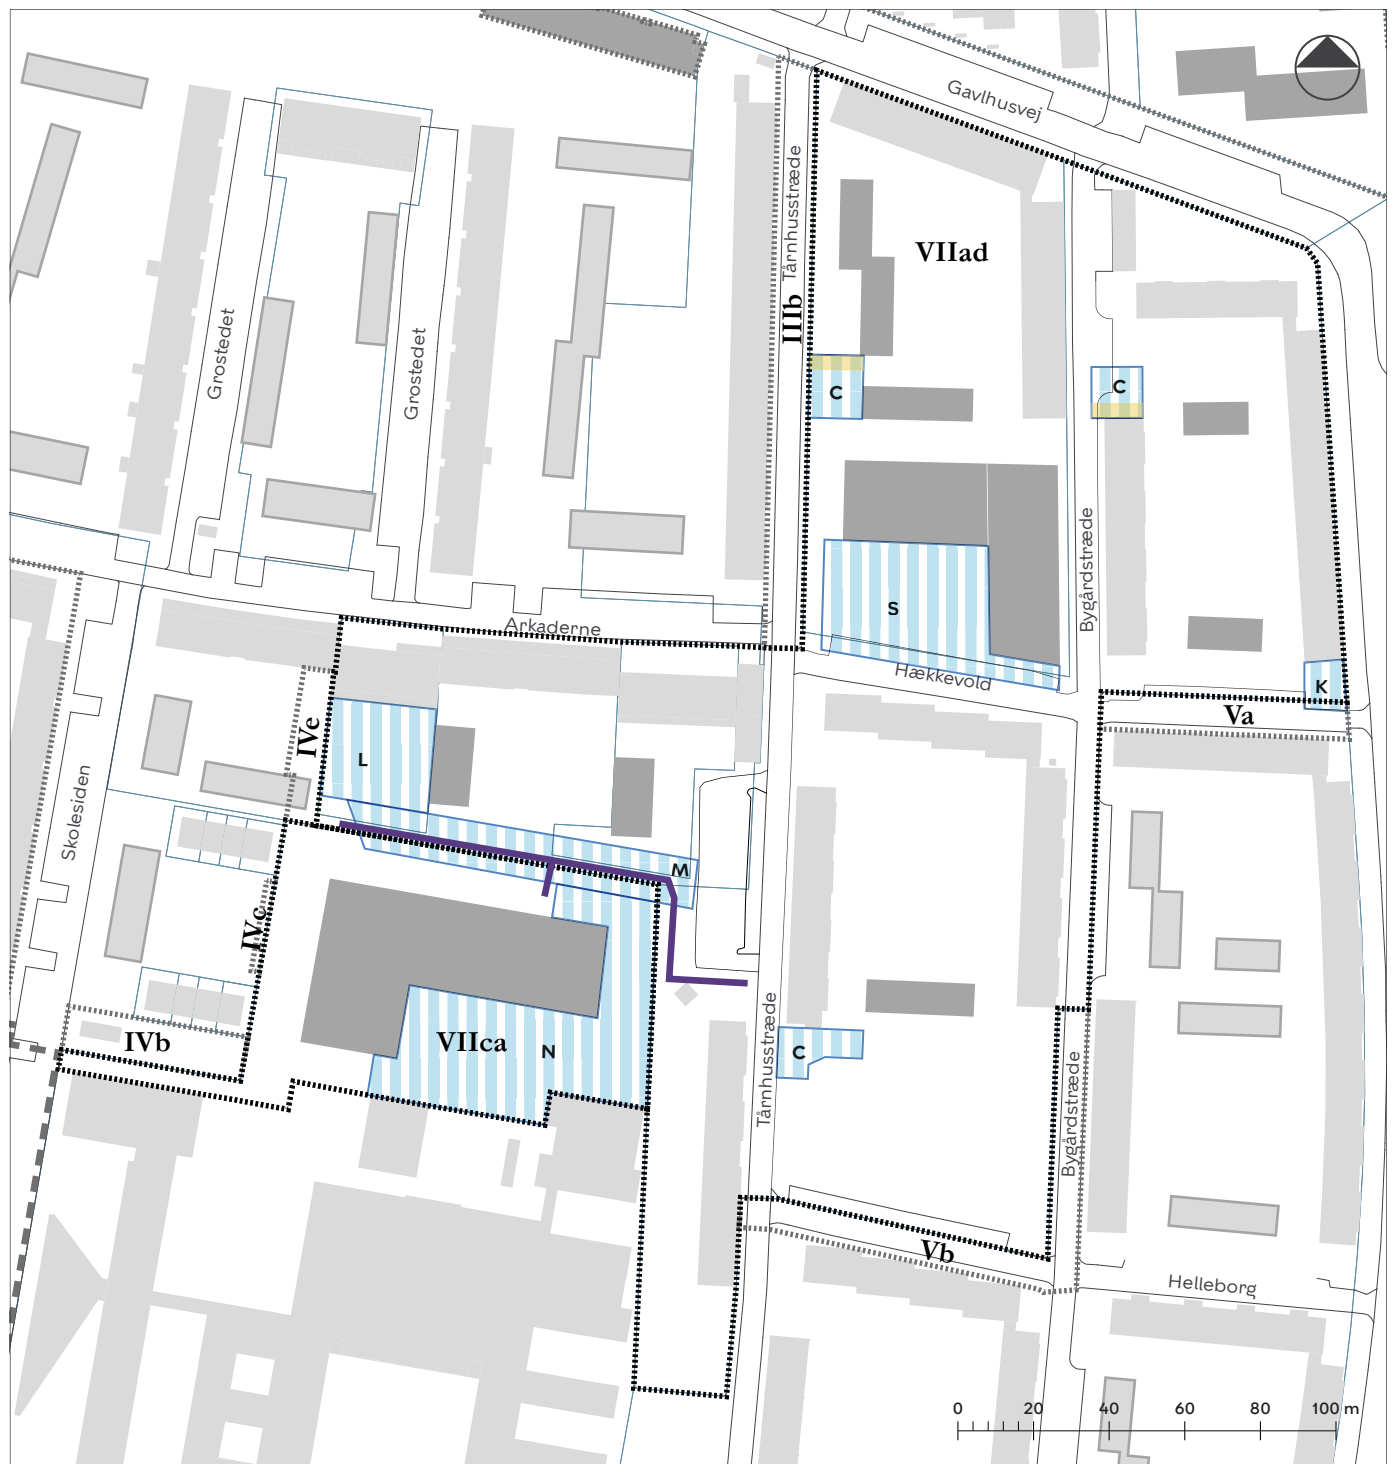 Gavlhusvej
Tårnhusstræde
VIIad
IIIb
Grostedet
Grostedet
C
C
Bygårdstræde
S
Arkaderne
Hækkevold
K
Va
IVe
L
Skolesiden
M
IVc
IVb
VIIca
N
C
Tårnhusstræde
Bygårdstræde
Vb
Helleborg
0 20 40 60 80 100 m